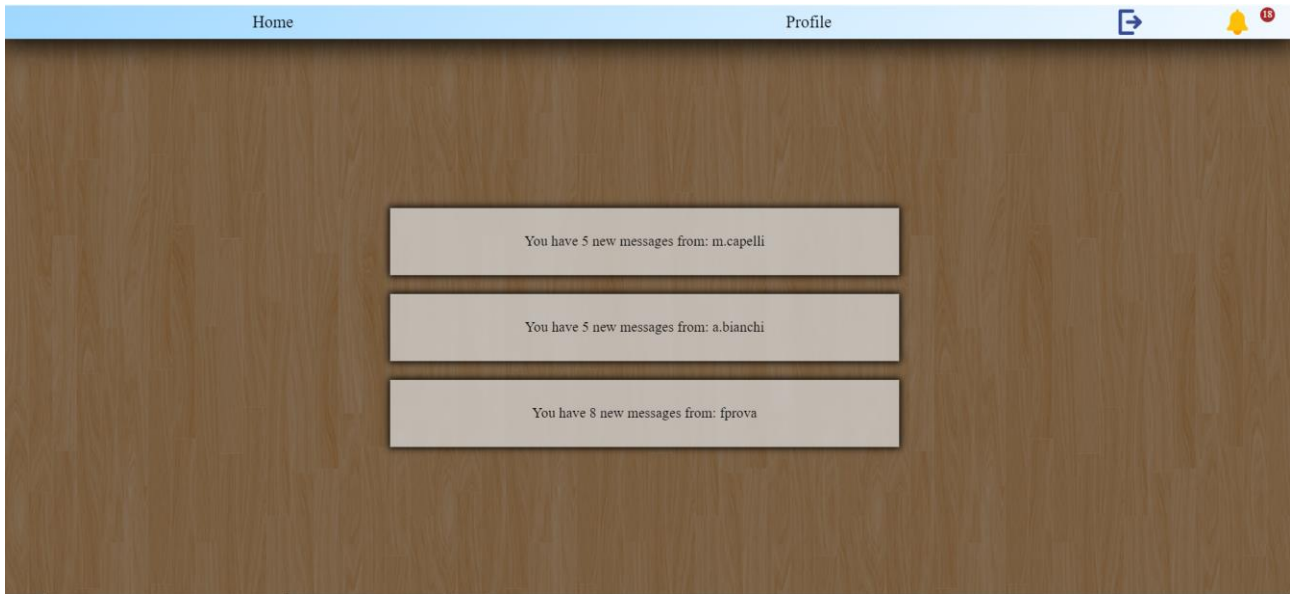 Home
Profile
18
You have 5 new messages from: m.capelli
You have 5 new messages from: a.bianchi
You have 8 new messages from: fprova